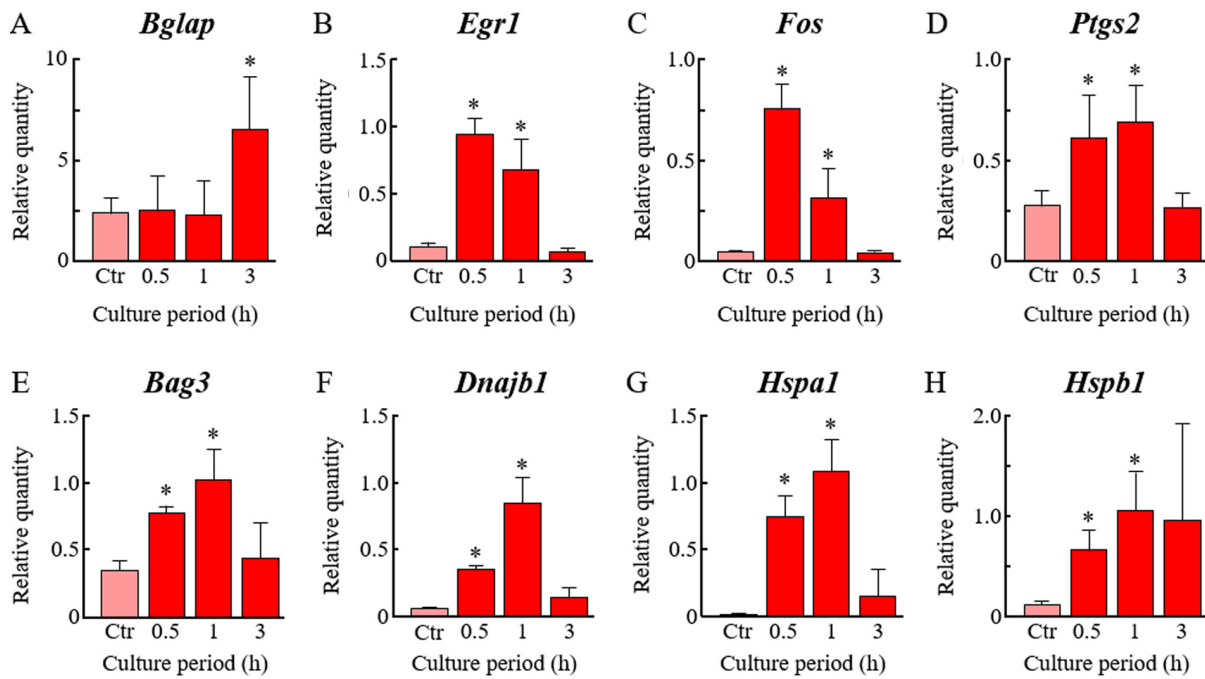 A Bglap
Relative quantity
10
5
0
*
Ctr 0.5 1 3
Culture period (h)
B Egr1
Relative quantity
1.5
1.0
0.5
0
* *
Ctr 0.5 1 3
Culture period (h)
C Fos
Relative quantity
1.0
0.5
0
* *
Ctr 0.5 1 3
Culture period (h)
D Ptgs2
Relative quantity
1.0
0.5
0
* *
Ctr 0.5 1 3
Culture period (h)
E Bag3
Relative quantity
1.5
1.0
0.5
0
* *
Ctr 0.5 1 3
Culture period (h)
F Dnajb1
Relative quantity
1.5
1.0
0.5
0
* *
Ctr 0.5 1 3
Culture period (h)
G Hspa1
Relative quantity
1.5
1.0
0.5
0
* *
Ctr 0.5 1 3
Culture period (h)
H Hspb1
Relative quantity
2.0
1.0
0
* *
Ctr 0.5 1 3
Culture period (h)